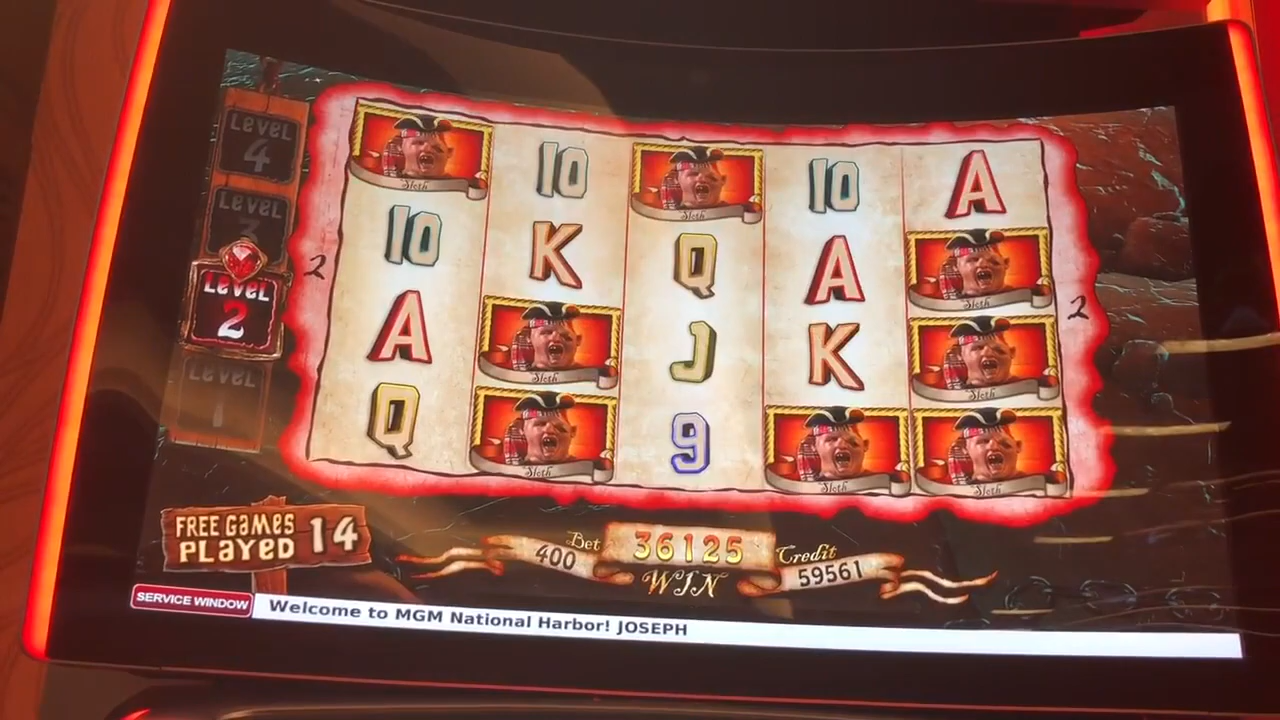 LeveL
4
LeveL
3
LeveL
2
LeveL
1
2
2
Sloth
10
Sloth
10
A
10
K
Q
A
Sloth
A
Sloth
J
K
Sloth
Q
Sloth
9
Sloth
Sloth
FREE GAMES
PLAYED 14
Bet
400
36125
WIN
Credit
59561
SERVICE WINDOW
Welcome to MGM National Harbor! JOSEPH